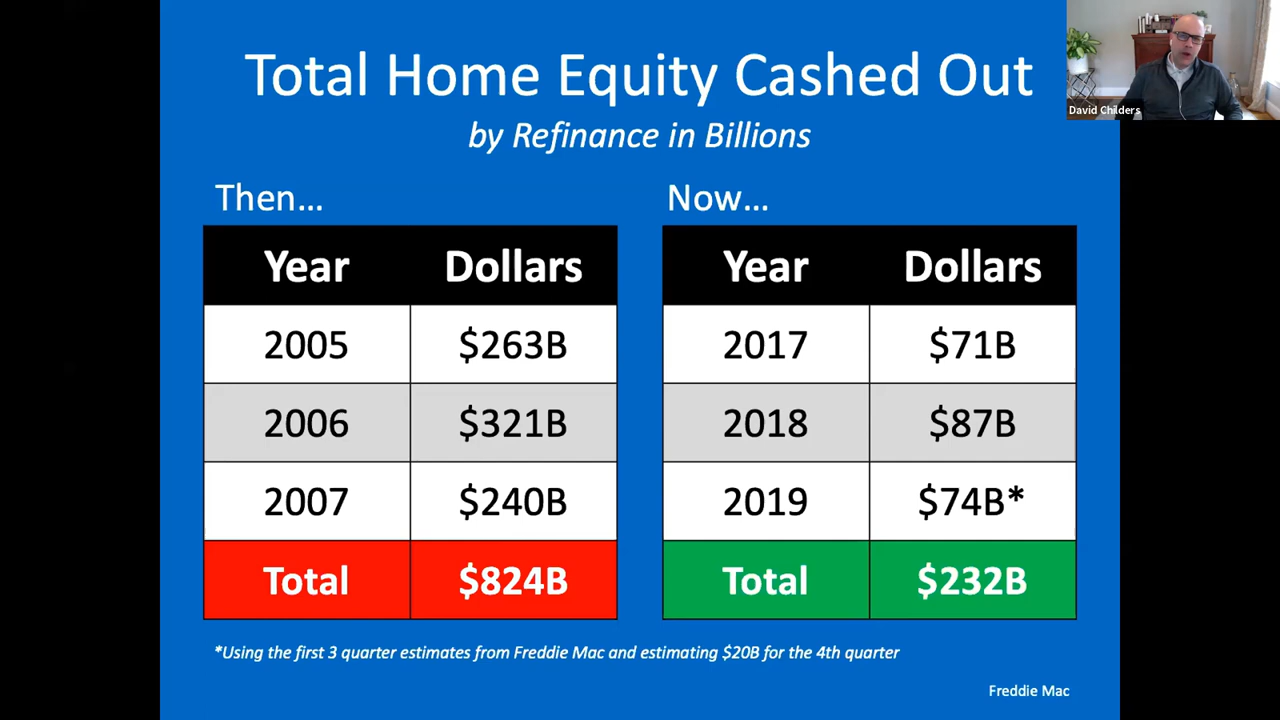 Total Home Equity Cashed Out
by Refinance in Billions
David Childers
Then...
Year Dollars
2005 $263B
2006 $321B
2007 $240B
Total $824B
Now...
Year Dollars
2017 $71B
2018 $87B
2019 $74B*
Total $232B
*Using the first 3 quarter estimates from Freddie Mac and estimating $20B for the 4th quarter
Freddie Mac